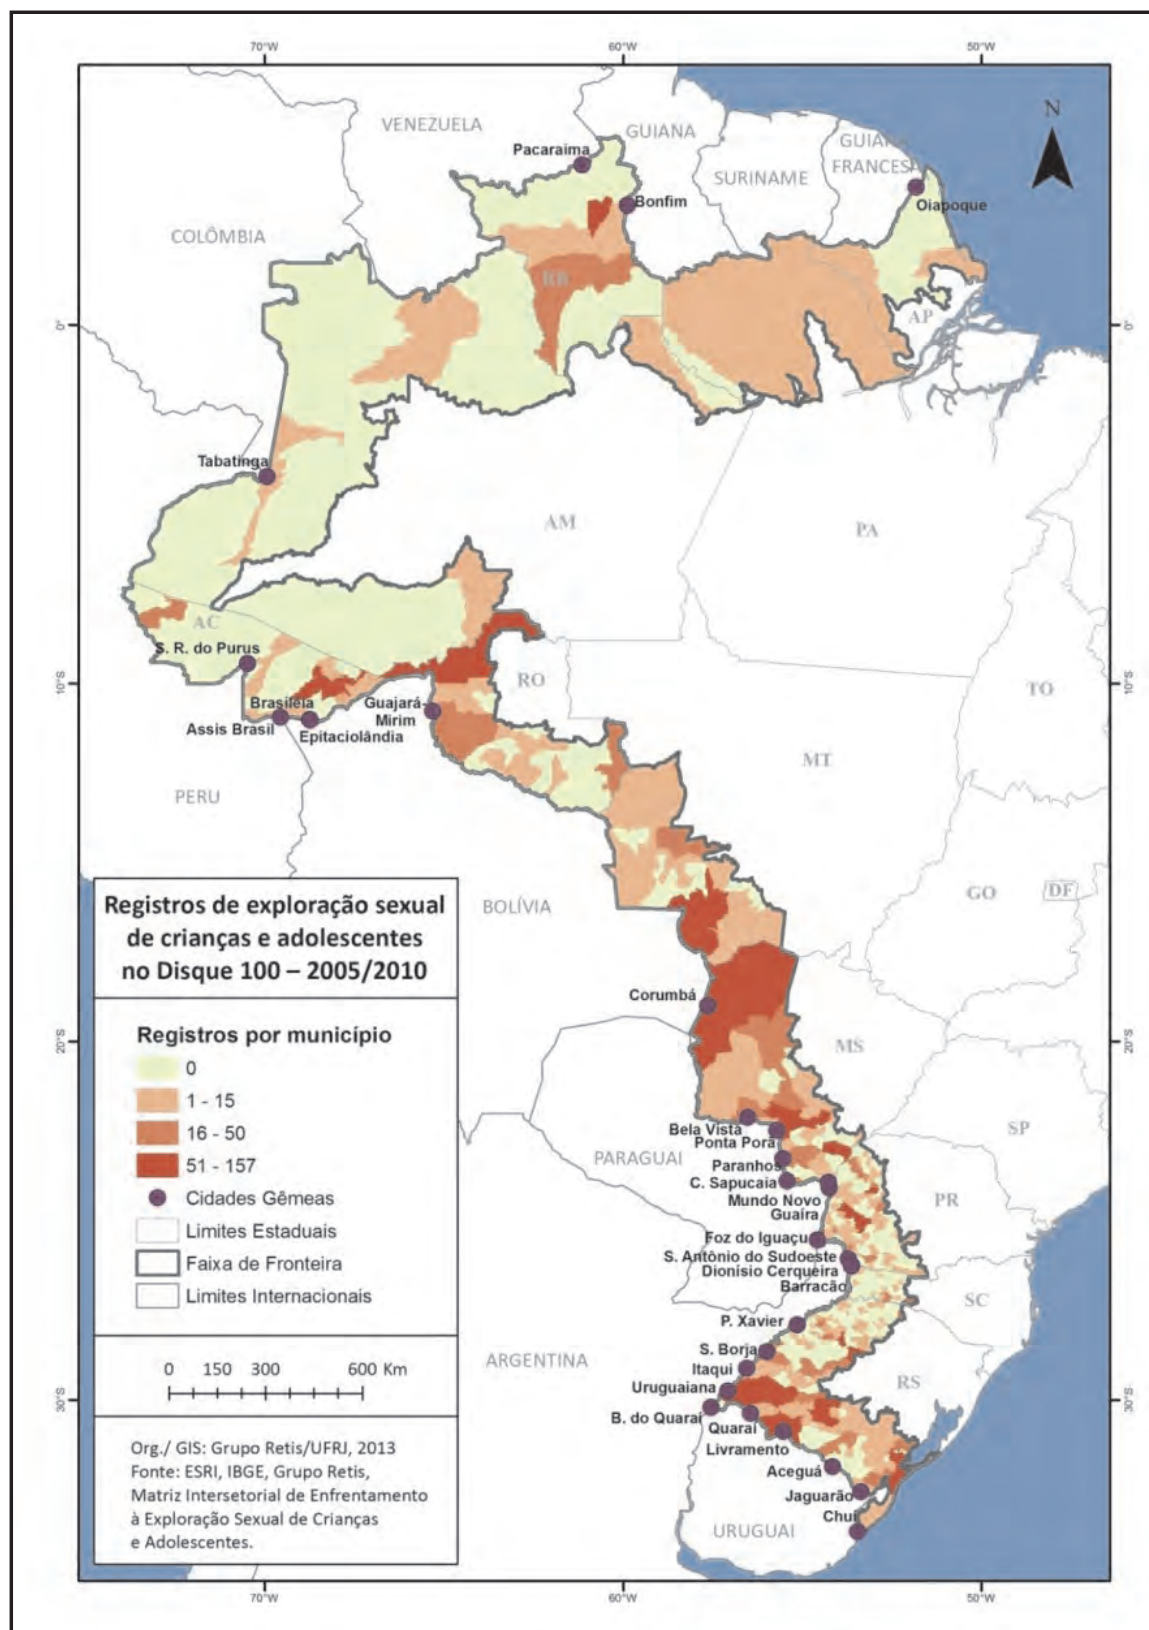 70°W
60°W
50°W
N
VENEZUELA
GUIANA
GUIANA
FRANCESA
SURINAME
COLÔMBIA
Pacaraima
Bonfim
Oiapoque
RR
AP
0°
0°
Tabatinga
AM
PA
AC
S. R. do Purus
RO
TO
10°S
10°S
Brasiléia
Guajará-
Mirim
Assis Brasil
Epitaciolândia
MT
PERU
GO
DF
BOLÍVIA
Corumbá
MS
20°S
20°S
SP
Bela Vista
Ponta Porã
PARAGUAI
Paranhos
C. Sapucaia
Mundo Novo
Guaíra
PR
Foz do Iguaçu
S. Antônio do Sudoeste
Dionísio Cerqueira
Barracão
SC
P. Xavier
S. Borja
ARGENTINA
Itaqui
RS
Uruguaiana
30°S
30°S
B. do Quaraí
Quaraí
Livramento
Aceguá
Jaguarão
Chuí
URUGUAI
Registros de exploração sexual
de crianças e adolescentes
no Disque 100 – 2005/2010
Registros por município
0
1 - 15
16 - 50
51 - 157
Cidades Gêmeas
Limites Estaduais
Faixa de Fronteira
Limites Internacionais
0 150 300 600 Km
Org./ GIS: Grupo Retis/UFRJ, 2013
Fonte: ESRI, IBGE, Grupo Retis,
Matriz Intersetorial de Enfrentamento
à Exploração Sexual de Crianças
e Adolescentes.
70°W
60°W
50°W